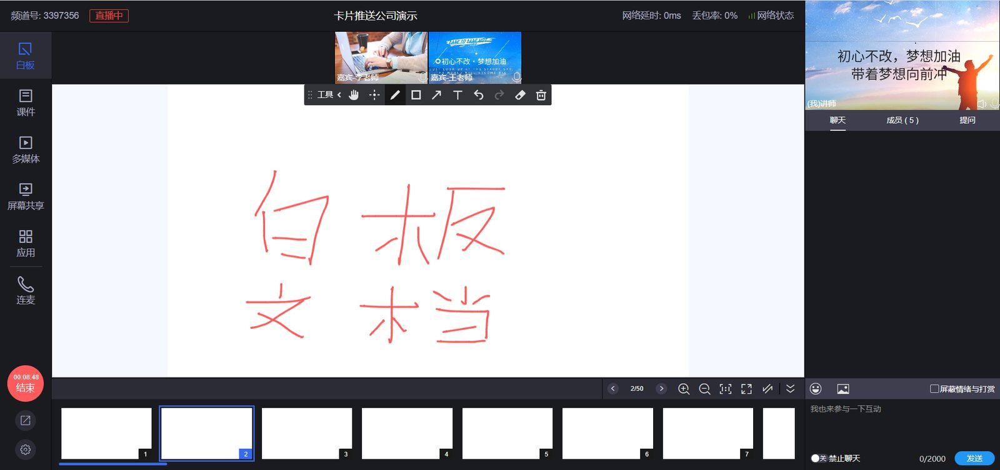 频道号: 3397356 直播中 卡片推送公司演示 网络延时: 0ms 丢包率: 0% 网络状态
白板
课件
多媒体
屏幕共享
应用
连麦
00:08:48
结束
嘉宾-李老师
DARE TO DARE NOT
初心不改·梦想加油
嘉宾-王老师
工具
白板
文档
2/50
1 2 3 4 5 6 7
初心不改，梦想加油
带着梦想向前冲
(我)讲师
聊天 成员 ( 5 ) 提问
屏蔽情绪与打赏
我也来参与一下互动
关 禁止聊天 0/2000 发送